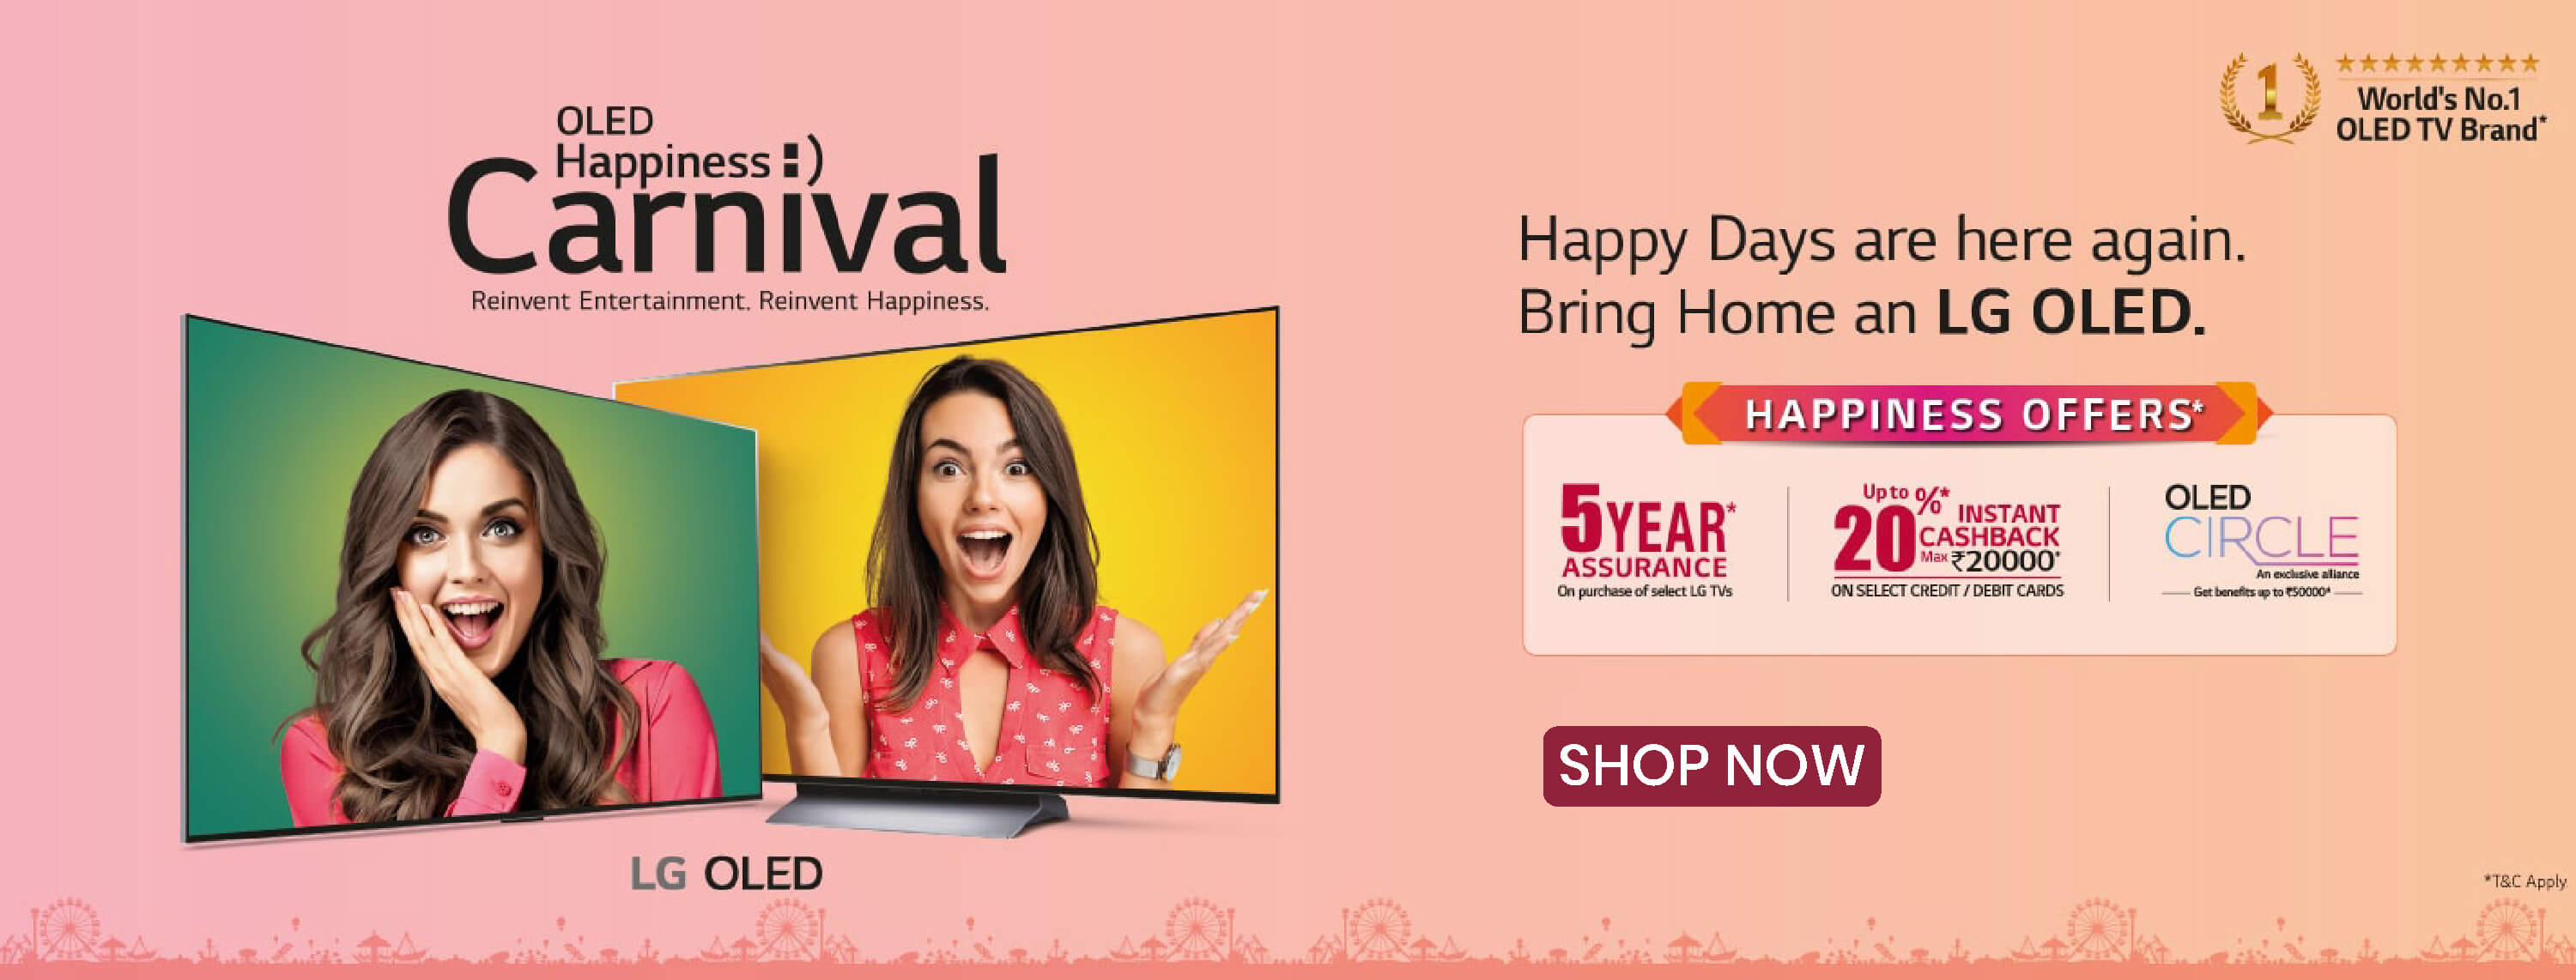 OLED
Happiness :)
Carnival
Reinvent Entertainment. Reinvent Happiness.
LG OLED
1
World's No.1
OLED TV Brand*
Happy Days are here again.
Bring Home an LG OLED.
HAPPINESS OFFERS*
5 YEAR*
ASSURANCE
On purchase of select LG TVs
Up to 20%* INSTANT
CASHBACK
Max ₹20000*
ON SELECT CREDIT / DEBIT CARDS
OLED
CIRCLE
An exclusive alliance
Get benefits up to ₹50000*
SHOP NOW
*T&C Apply